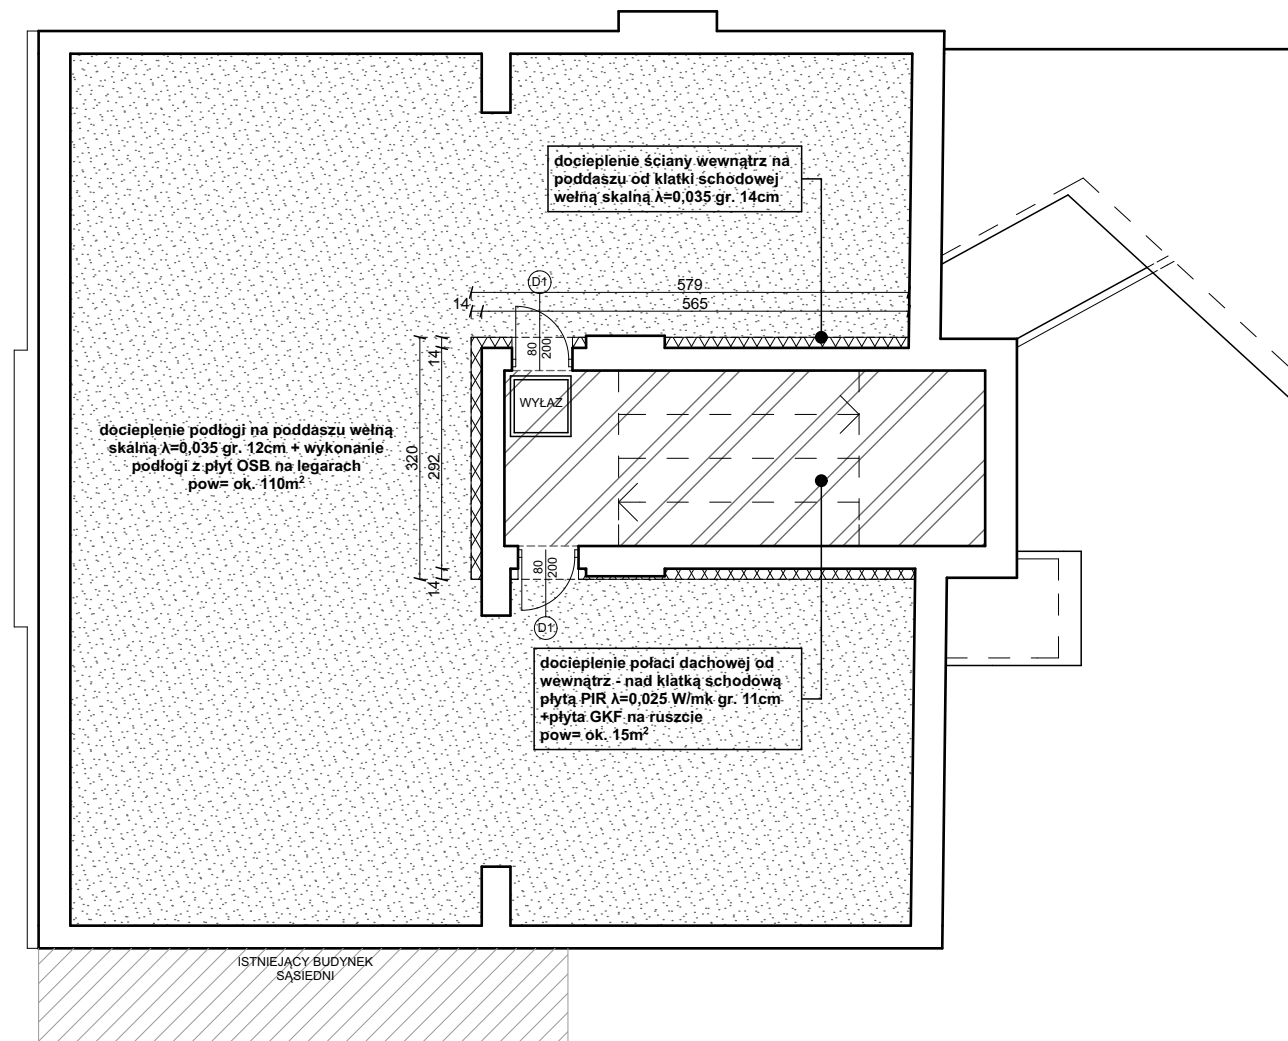 docieplenie ściany wewnątrz na
poddaszu od klatki schodowej
wełną skalną λ=0,035 gr. 14cm
D1
579
14
565
80
200
14
WYŁAZ
docieplenie podłogi na poddaszu wełną
skalną λ=0,035 gr. 12cm + wykonanie
podłogi z płyt OSB na legarach
pow= ok. 110m²
320
292
14
80
200
D1
docieplenie połaci dachowej od
wewnątrz - nad klatką schodową
płytą PIR λ=0,025 W/mk gr. 11cm
+płyta GKF na ruszcie
pow= ok. 15m²
ISTNIEJĄCY BUDYNEK
SĄSIEDNI